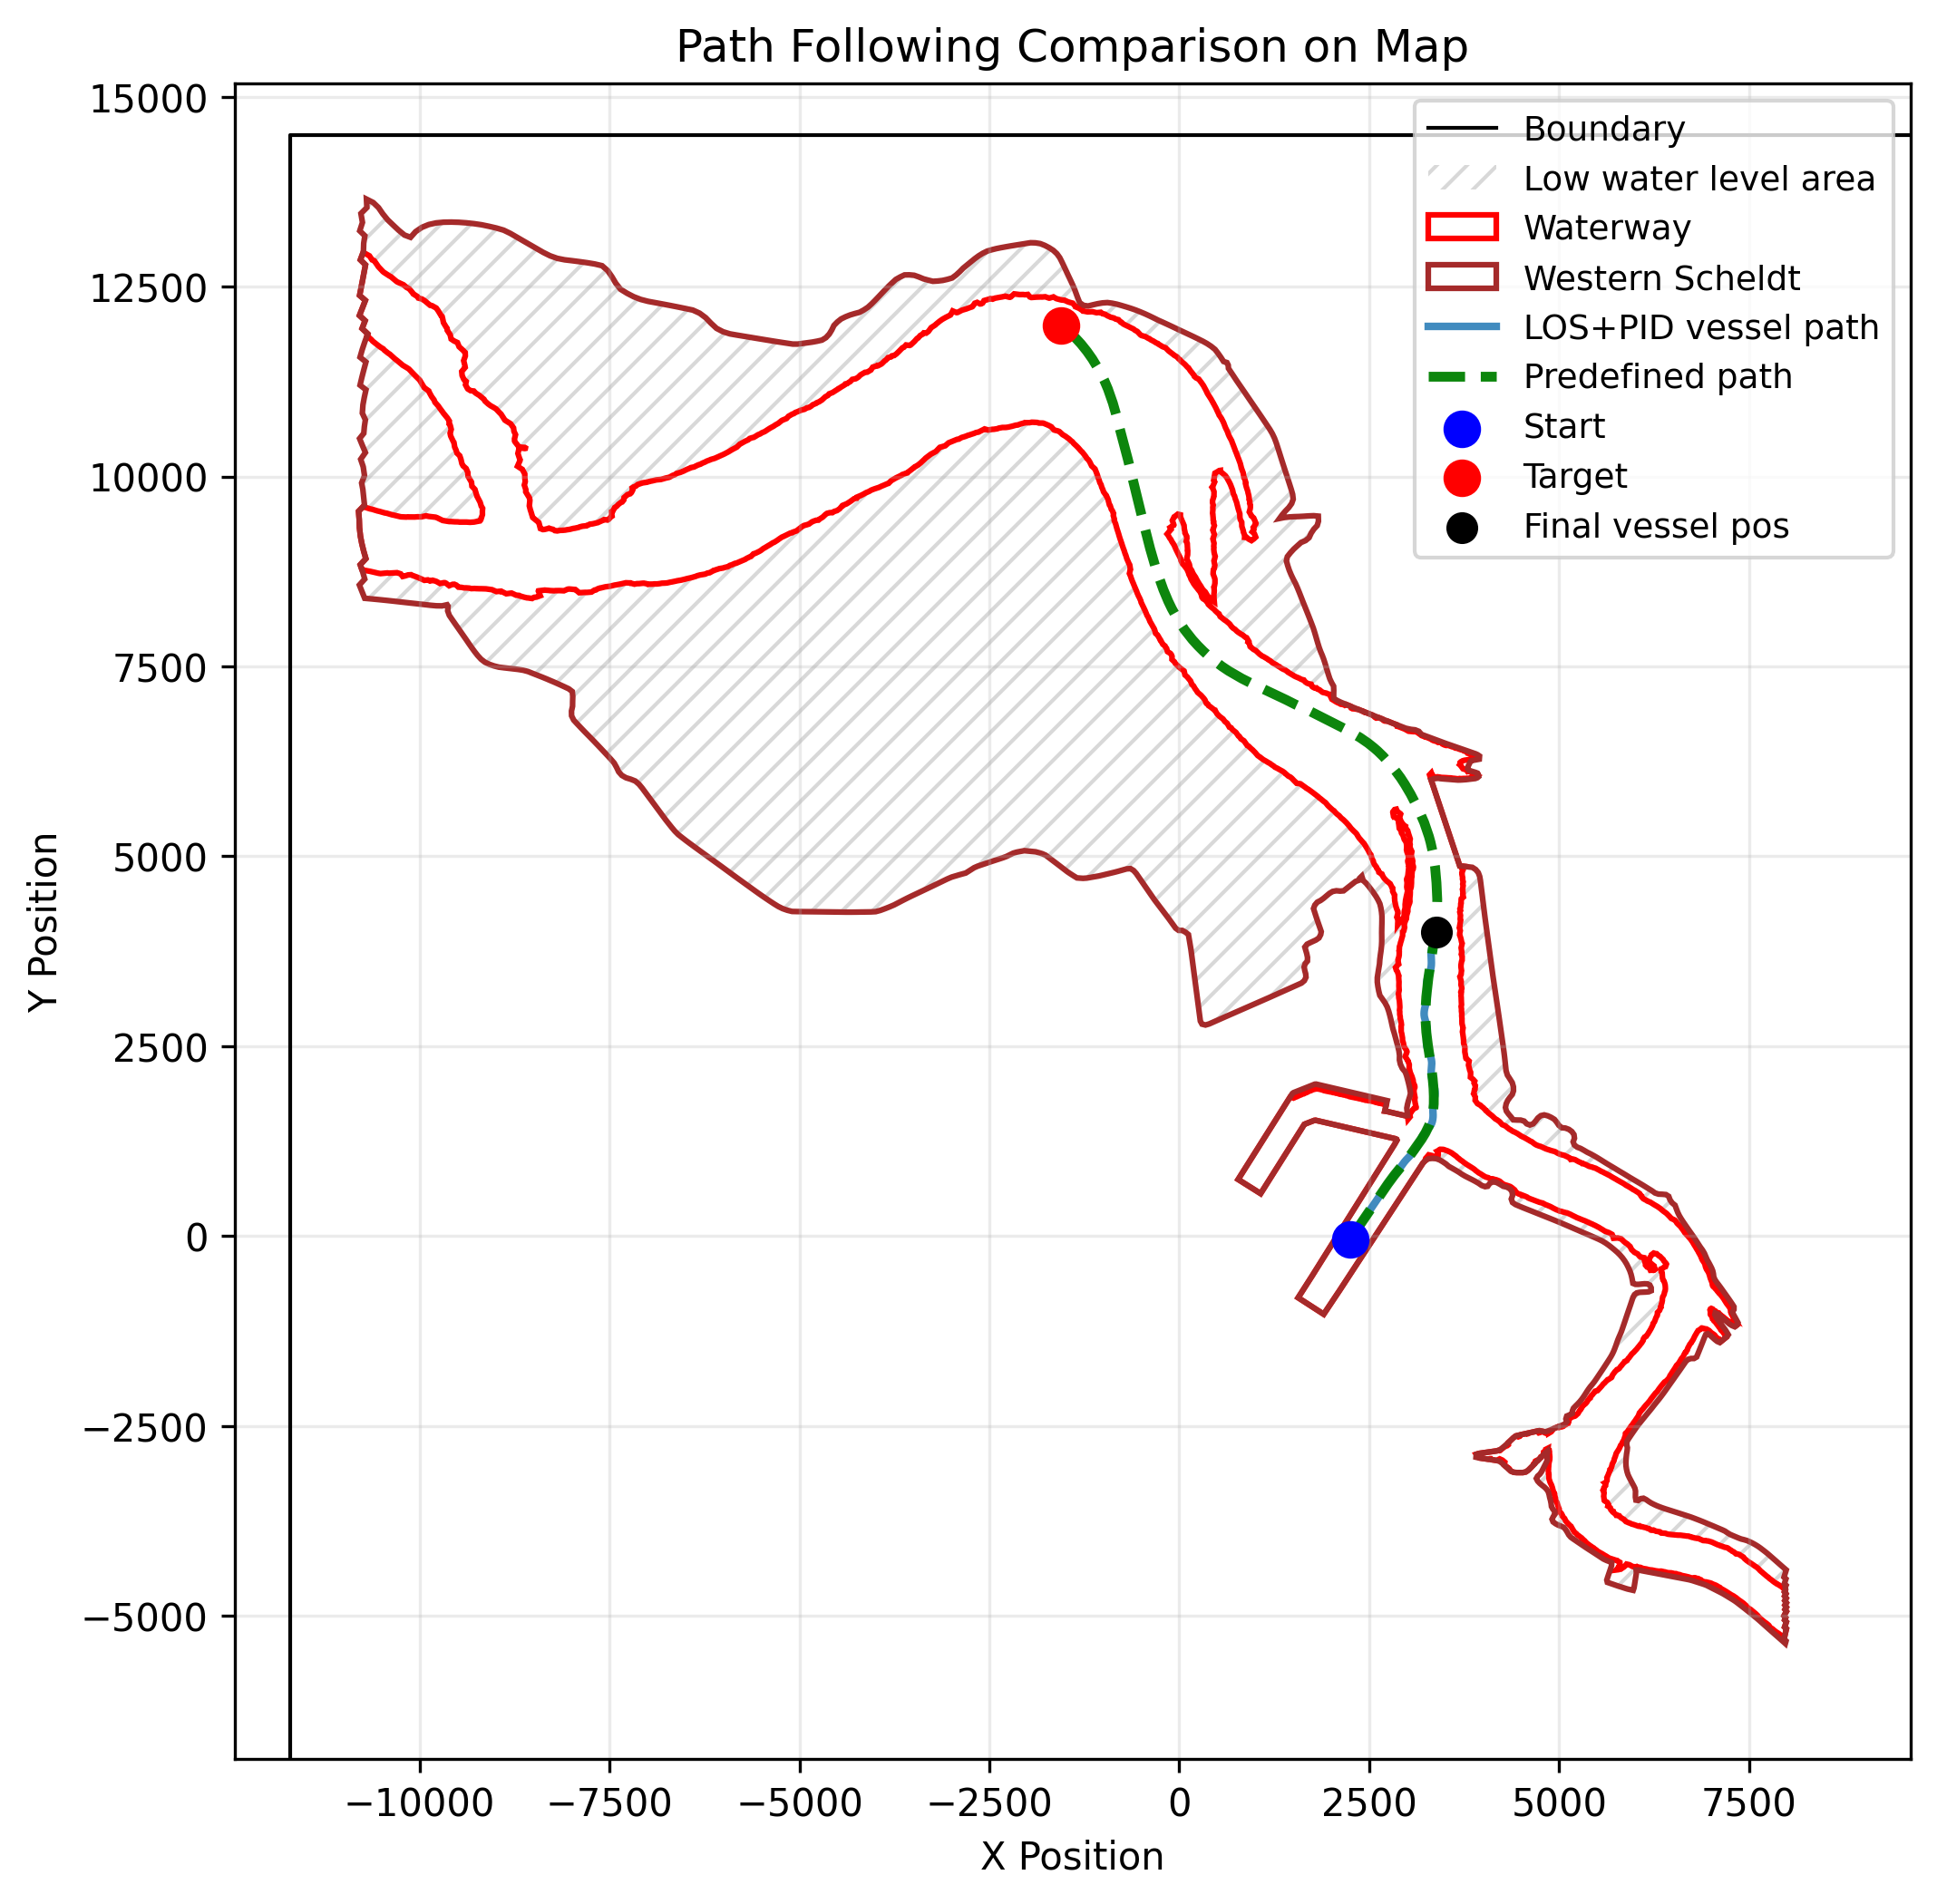 Path Following Comparison on Map
15000
12500
10000
7500
5000
2500
0
−2500
−5000
Y Position
Boundary
Low water level area
Waterway
Western Scheldt
LOS+PID vessel path
Predefined path
Start
Target
Final vessel pos
−10000
−7500
−5000
−2500
0
2500
5000
7500
X Position